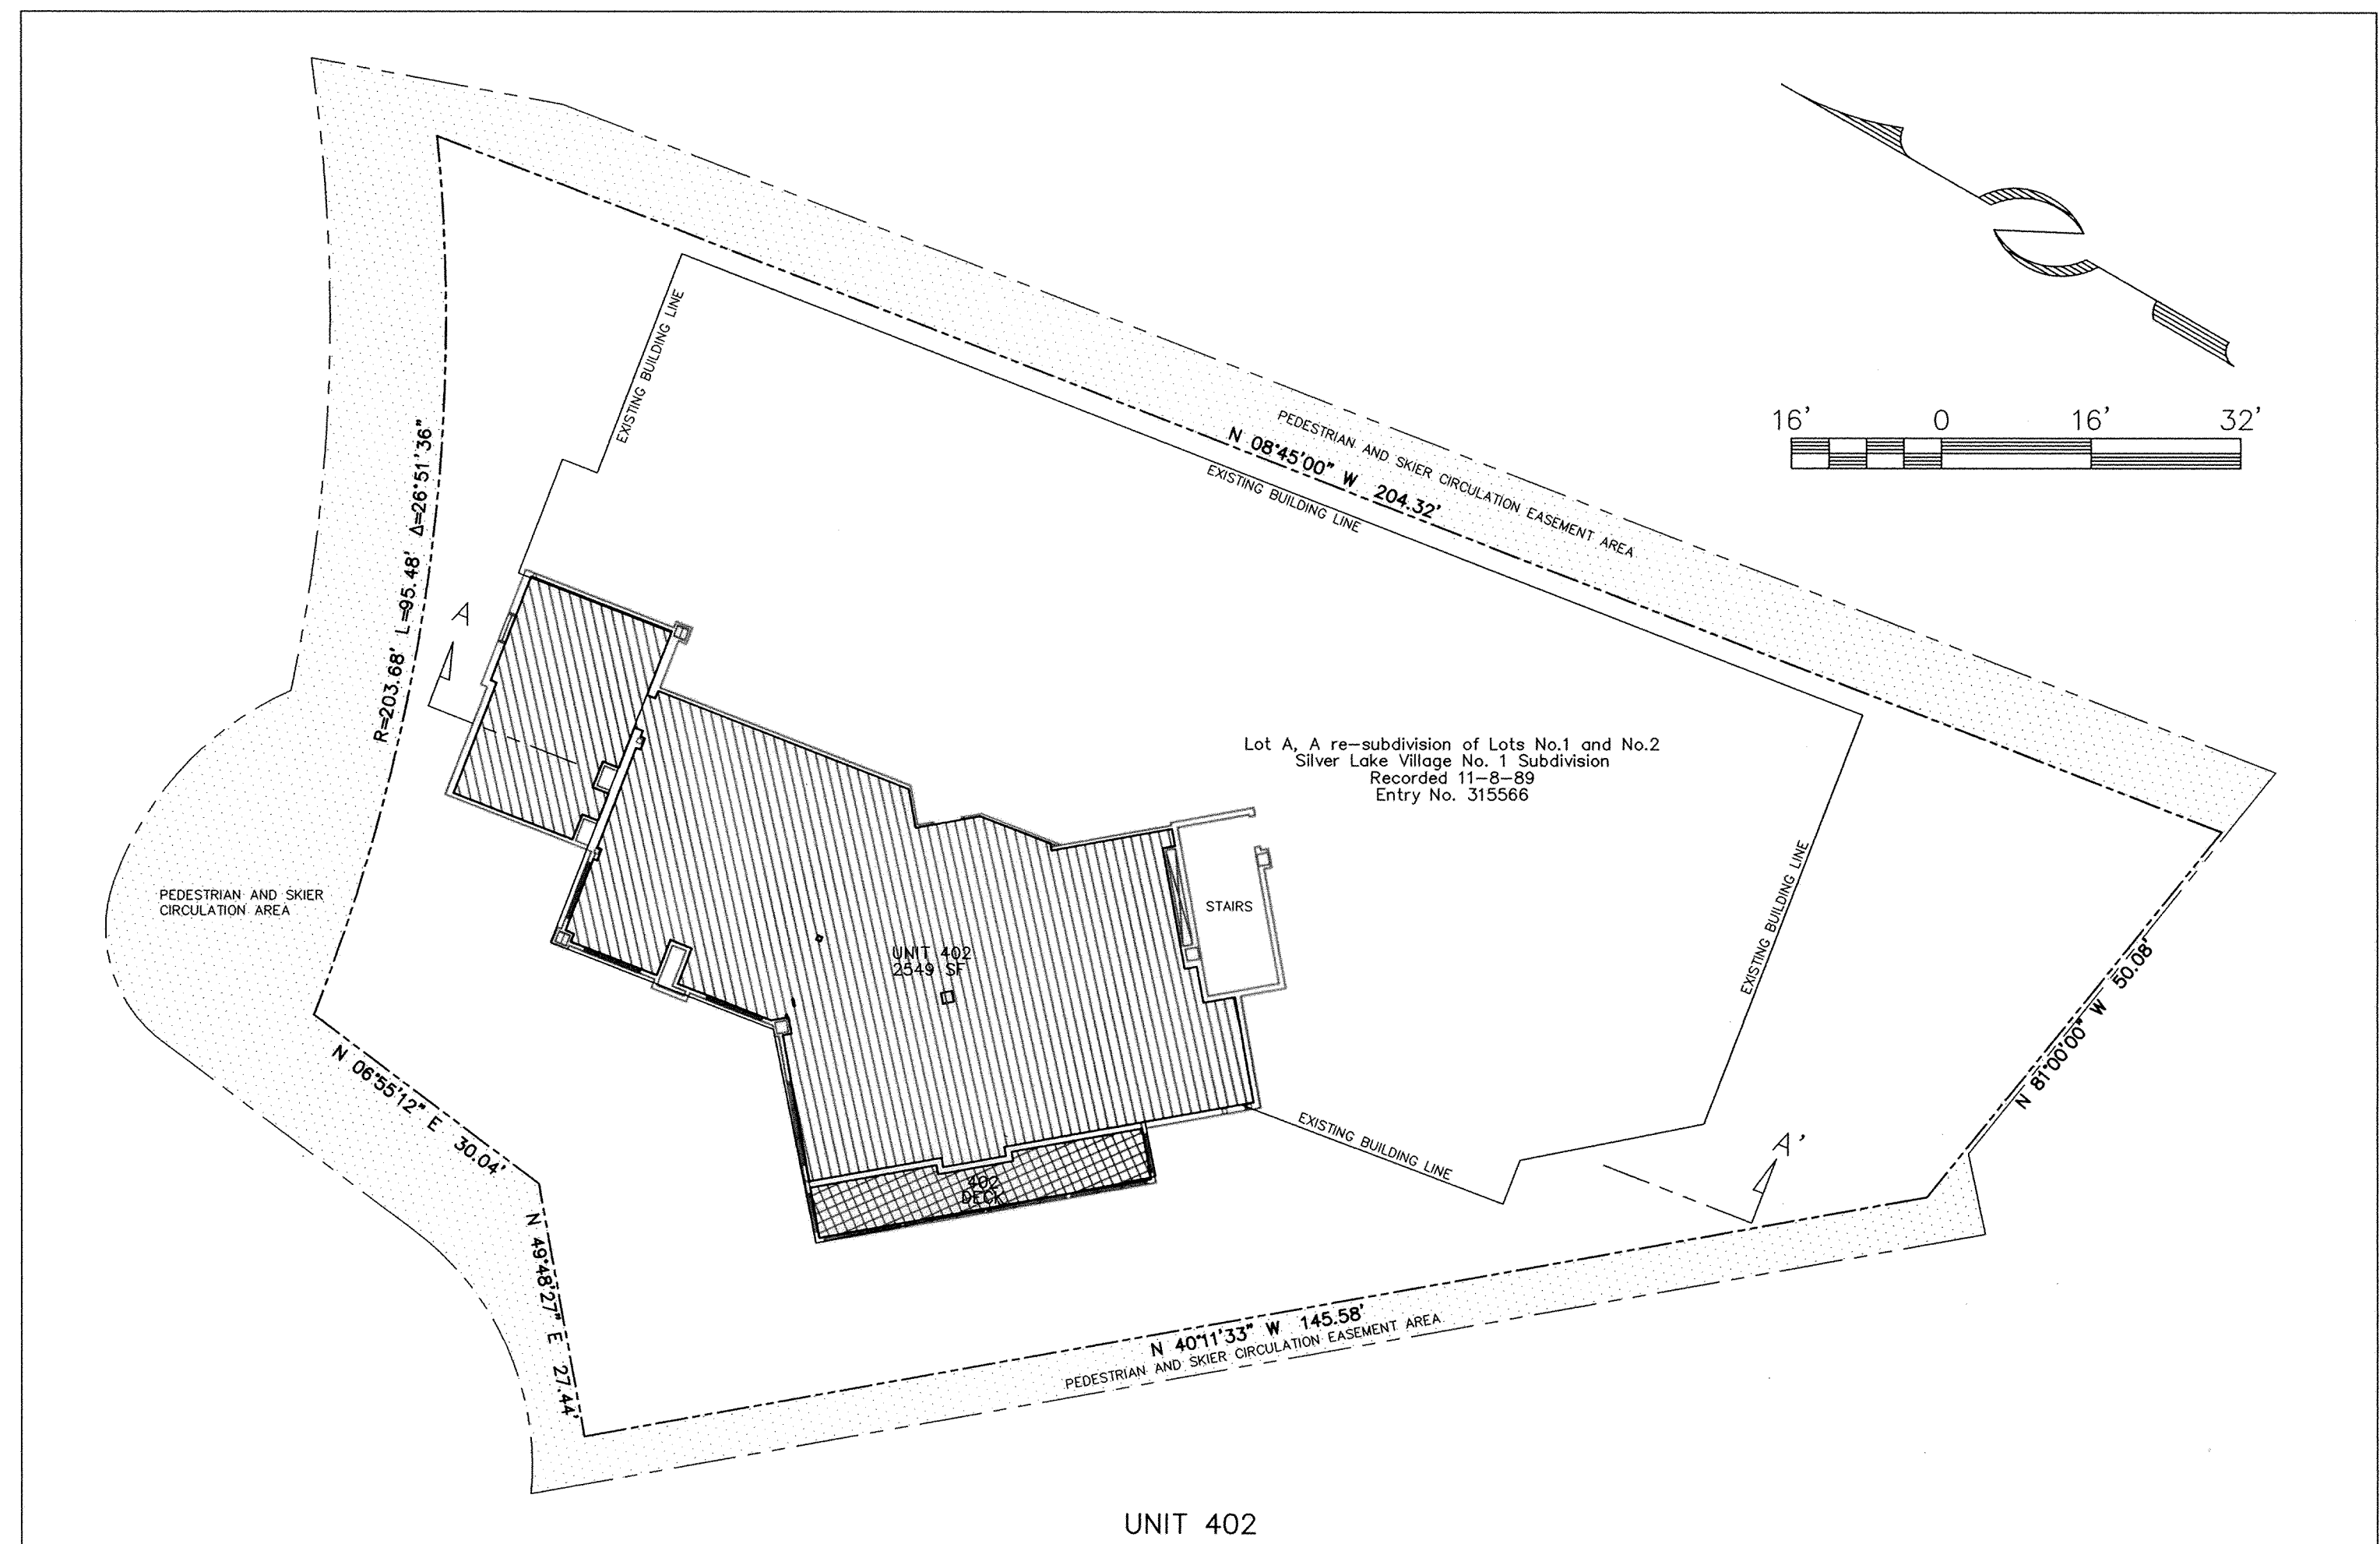 16' 0 16' 32'
EXISTING BUILDING LINE
PEDESTRIAN AND SKIER CIRCULATION EASEMENT AREA
N 08°45'00" W 204.32'
EXISTING BUILDING LINE
R=203.68' L=95.48' Δ=26°51'36"
A
Lot A, A re-subdivision of Lots No.1 and No.2
Silver Lake Village No. 1 Subdivision
Recorded 11-8-89
Entry No. 315566
PEDESTRIAN AND SKIER
CIRCULATION AREA
STAIRS
EXISTING BUILDING LINE
UNIT 402
2549 SF
N 81°00'00" W 50.08'
N 06°55'12" E 30.04'
EXISTING BUILDING LINE
A'
402
DECK
N 49°48'27" E 27.44'
N 40°11'33" W 145.58'
PEDESTRIAN AND SKIER CIRCULATION EASEMENT AREA
UNIT 402